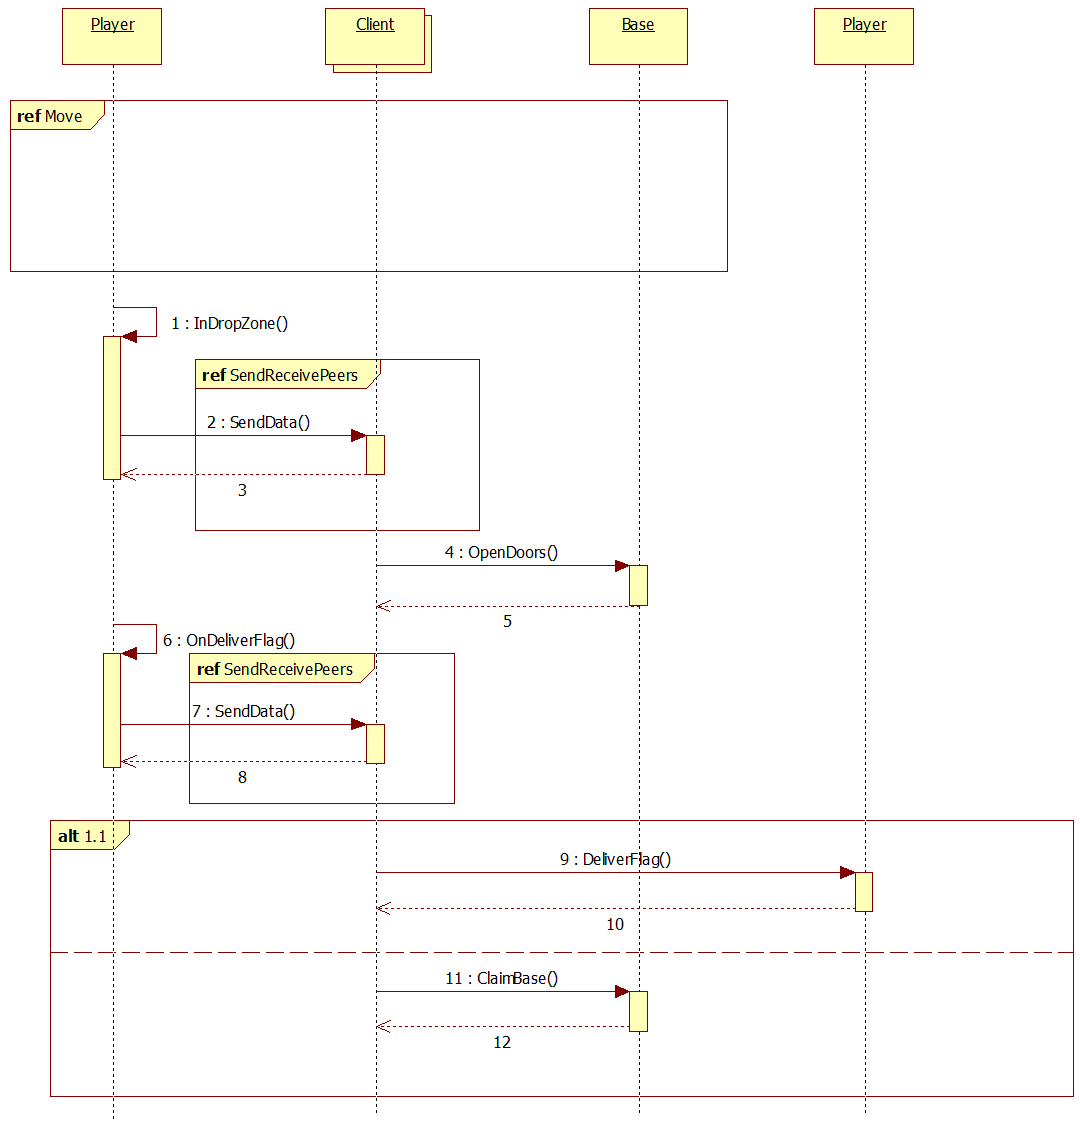 Player
Client
Base
Player
ref Move
1 : InDropZone()
ref SendReceivePeers
2 : SendData()
3
4 : OpenDoors()
5
6 : OnDeliverFlag()
ref SendReceivePeers
7 : SendData()
8
alt 1.1
9 : DeliverFlag()
10
11 : ClaimBase()
12